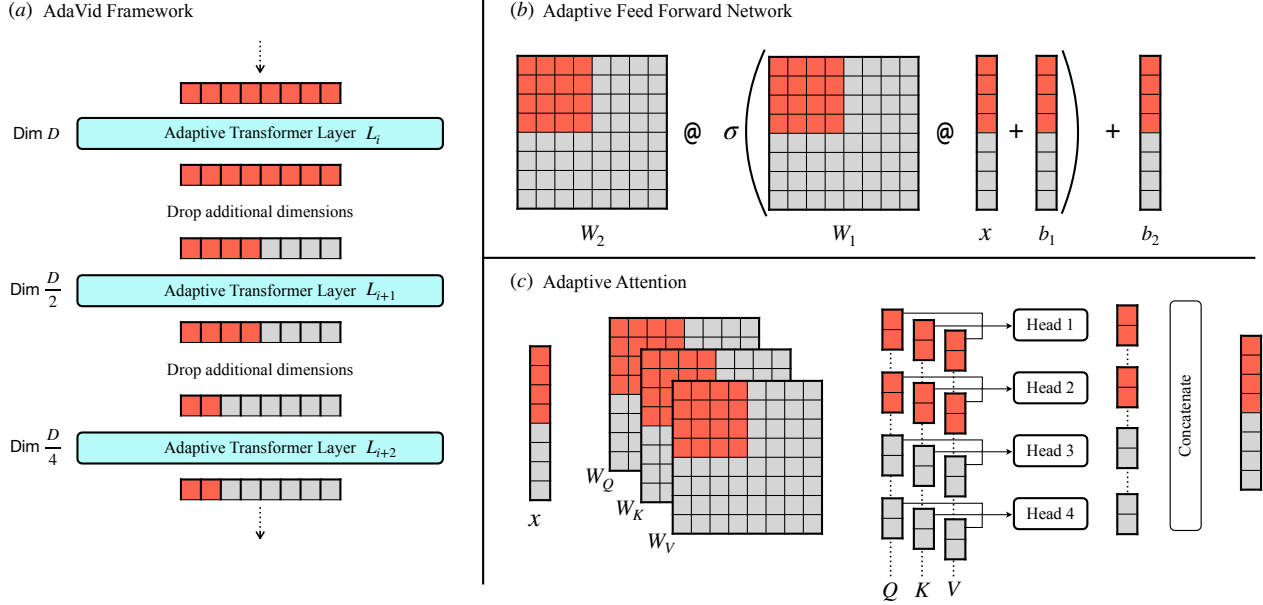 (a) AdaVid Framework
Dim D
Adaptive Transformer Layer L_i
Drop additional dimensions
Dim D/2
Adaptive Transformer Layer L_{i+1}
Drop additional dimensions
Dim D/4
Adaptive Transformer Layer L_{i+2}
(b) Adaptive Feed Forward Network
@ σ ( @ + ) +
W_2 W_1 x b_1 b_2
(c) Adaptive Attention
x
W_Q
W_K
W_V
Head 1
Head 2
Head 3
Head 4
Q K V
Concatenate